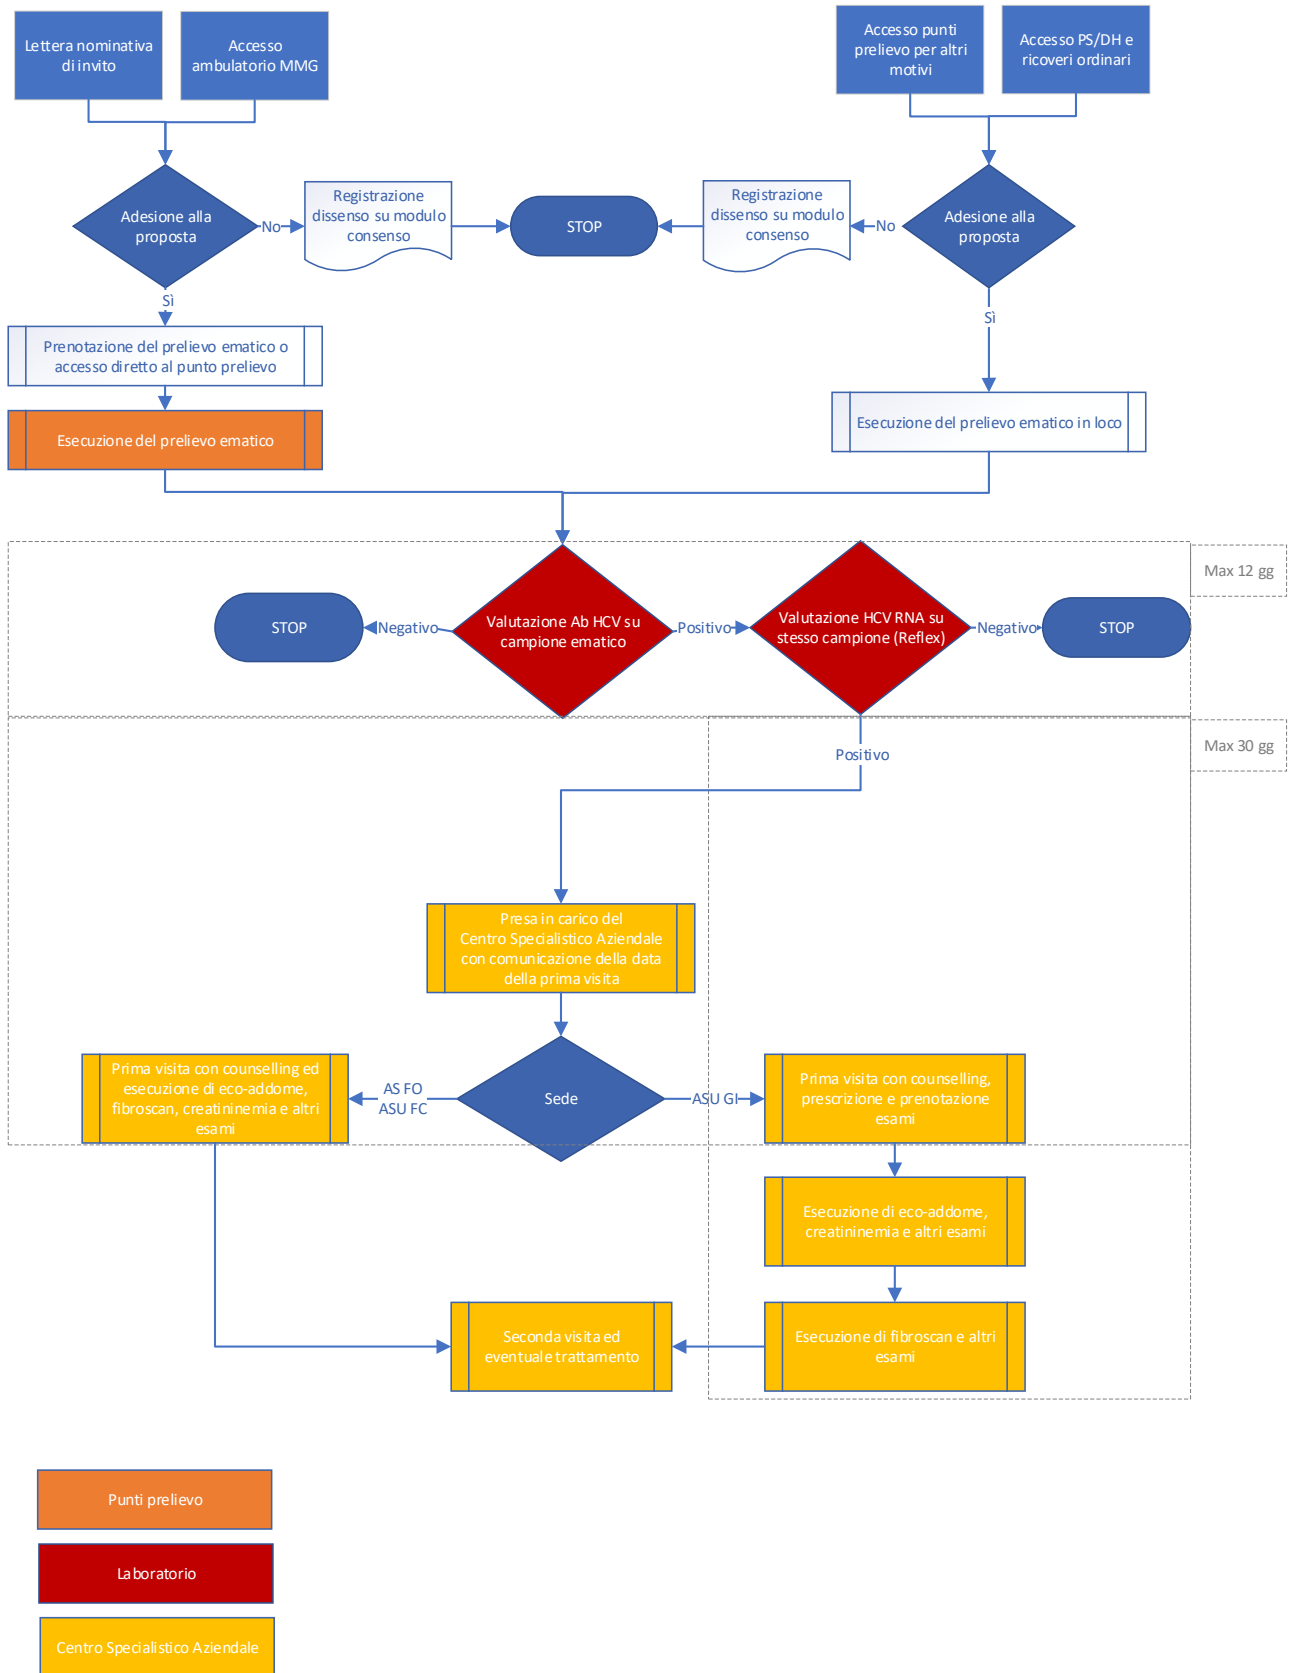 Lettera nominativa
di invito
Accesso
ambulatorio MMG
Accesso punti
prelievo per altri
motivi
Accesso PS/DH e
ricoveri ordinari
Adesione alla
proposta
No
Registrazione
dissenso su modulo
consenso
STOP
Registrazione
dissenso su modulo
consenso
No
Adesione alla
proposta
Sì
Sì
Prenotazione del prelievo ematico o
accesso diretto al punto prelievo
Esecuzione del prelievo ematico
Esecuzione del prelievo ematico in loco
Max 12 gg
STOP
Negativo
Valutazione Ab HCV su
campione ematico
Positivo
Valutazione HCV RNA su
stesso campione (Reflex)
Negativo
STOP
Max 30 gg
Positivo
Presa in carico del
Centro Specialistico Aziendale
con comunicazione della data
della prima visita
Prima visita con counselling ed
esecuzione di eco-addome,
fibroscan, creatininemia e altri
esami
AS FO
ASU FC
Sede
ASU GI
Prima visita con counselling,
prescrizione e prenotazione
esami
Esecuzione di eco-addome,
creatininemia e altri esami
Seconda visita ed
eventuale trattamento
Esecuzione di fibroscan e altri
esami
Punti prelievo
Laboratorio
Centro Specialistico Aziendale